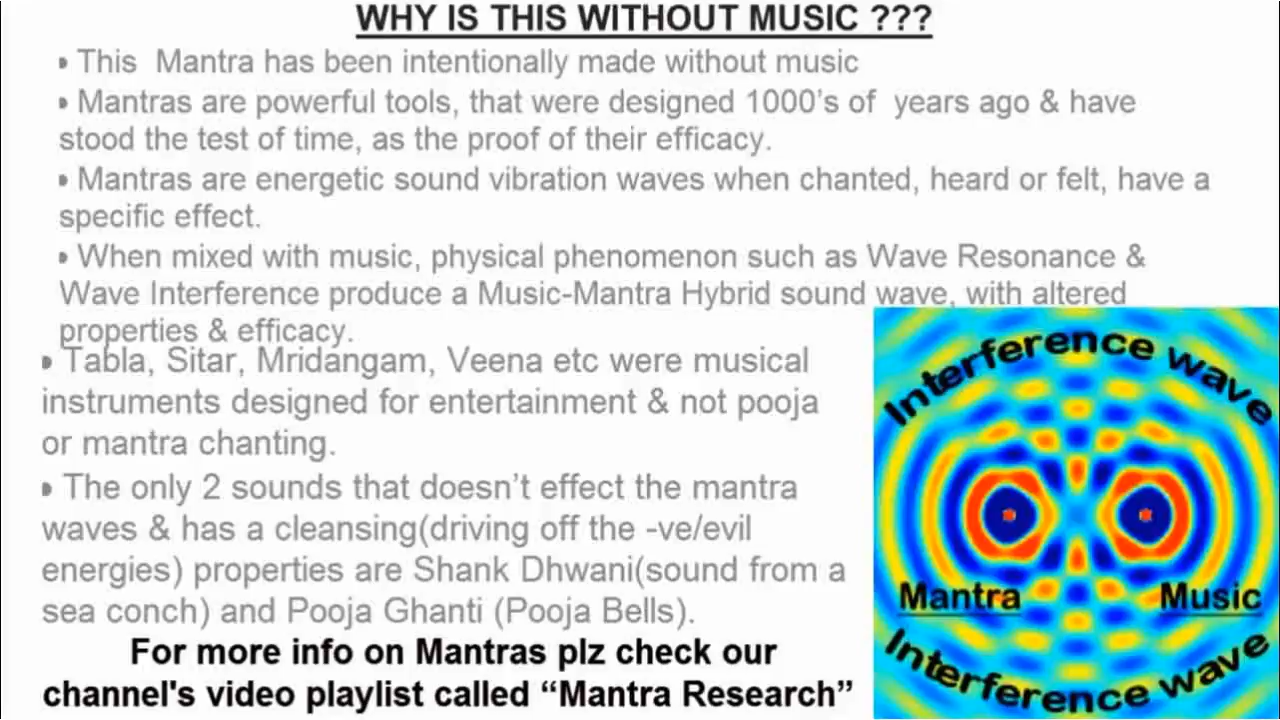 WHY IS THIS WITHOUT MUSIC ???
• This Mantra has been intentionally made without music
• Mantras are powerful tools, that were designed 1000's of years ago & have
stood the test of time, as the proof of their efficacy.
• Mantras are energetic sound vibration waves when chanted, heard or felt, have a
specific effect.
• When mixed with music, physical phenomenon such as Wave Resonance &
Wave Interference produce a Music-Mantra Hybrid sound wave, with altered
properties & efficacy.
• Tabla, Sitar, Mridangam, Veena etc were musical
instruments designed for entertainment & not pooja
or mantra chanting.
• The only 2 sounds that doesn't effect the mantra
waves & has a cleansing(driving off the -ve/evil
energies) properties are Shank Dhwani(sound from a
sea conch) and Pooja Ghanti (Pooja Bells).
For more info on Mantras plz check our
channel's video playlist called “Mantra Research”
Interference wave
Mantra Music
Interference wave